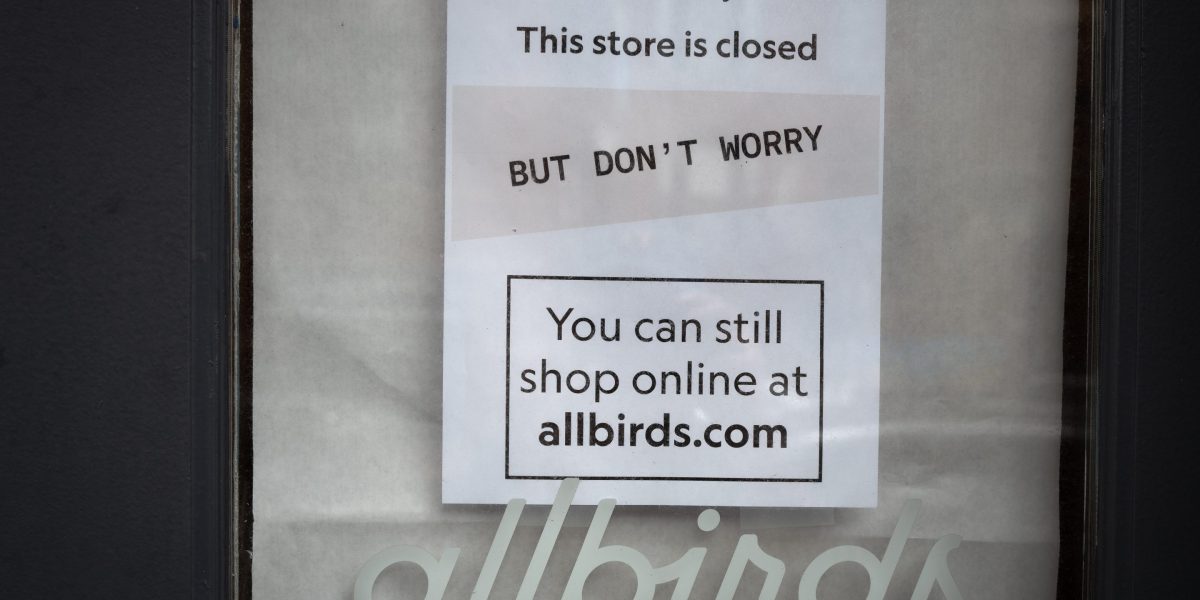 This store is closed
BUT DON'T WORRY
You can still
shop online at
allbirds.com
allbirds